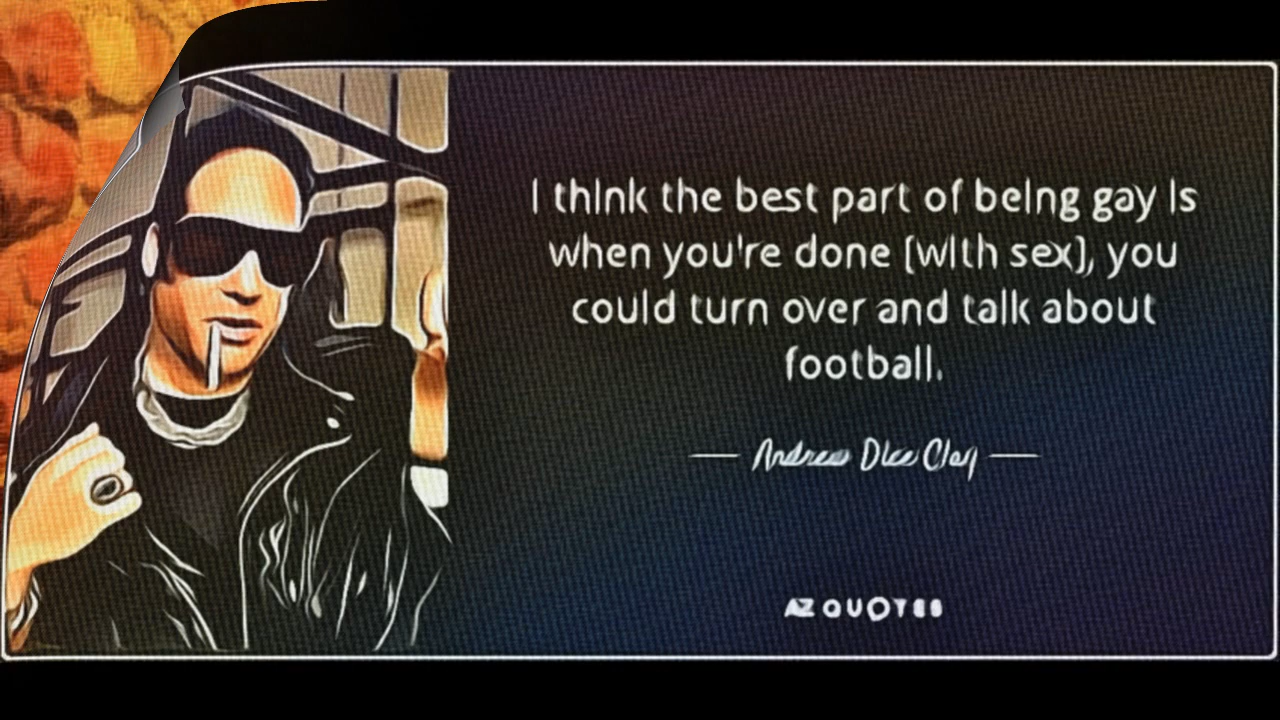 I think the best part of being gay is
when you're done [with sex], you
could turn over and talk about
football.
Andrew Dice Clay
AZ QUOTES